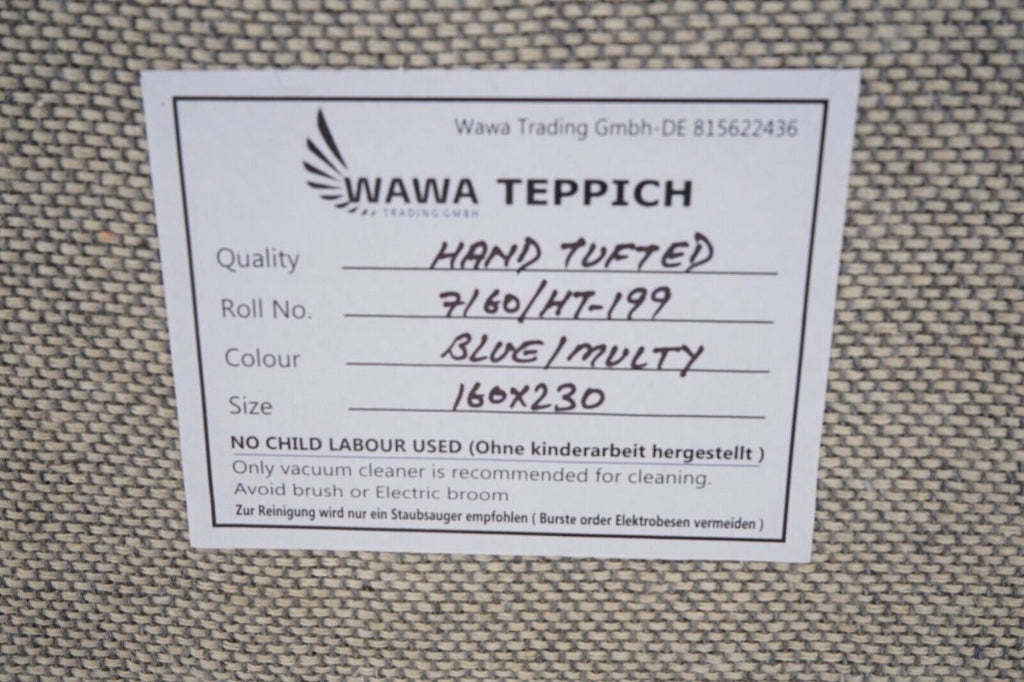 Wawa Trading Gmbh-DE 815622436
WAWA TEPPICH
TRADING GMBH
Quality HAND TUFTED
Roll No. 7160/HT-199
Colour BLUE/MULTY
Size 160X230
NO CHILD LABOUR USED (Ohne kinderarbeit hergestellt )
Only vacuum cleaner is recommended for cleaning.
Avoid brush or Electric broom
Zur Reinigung wird nur ein Staubsauger empfohlen ( Burste order Elektrobesen vermeiden )